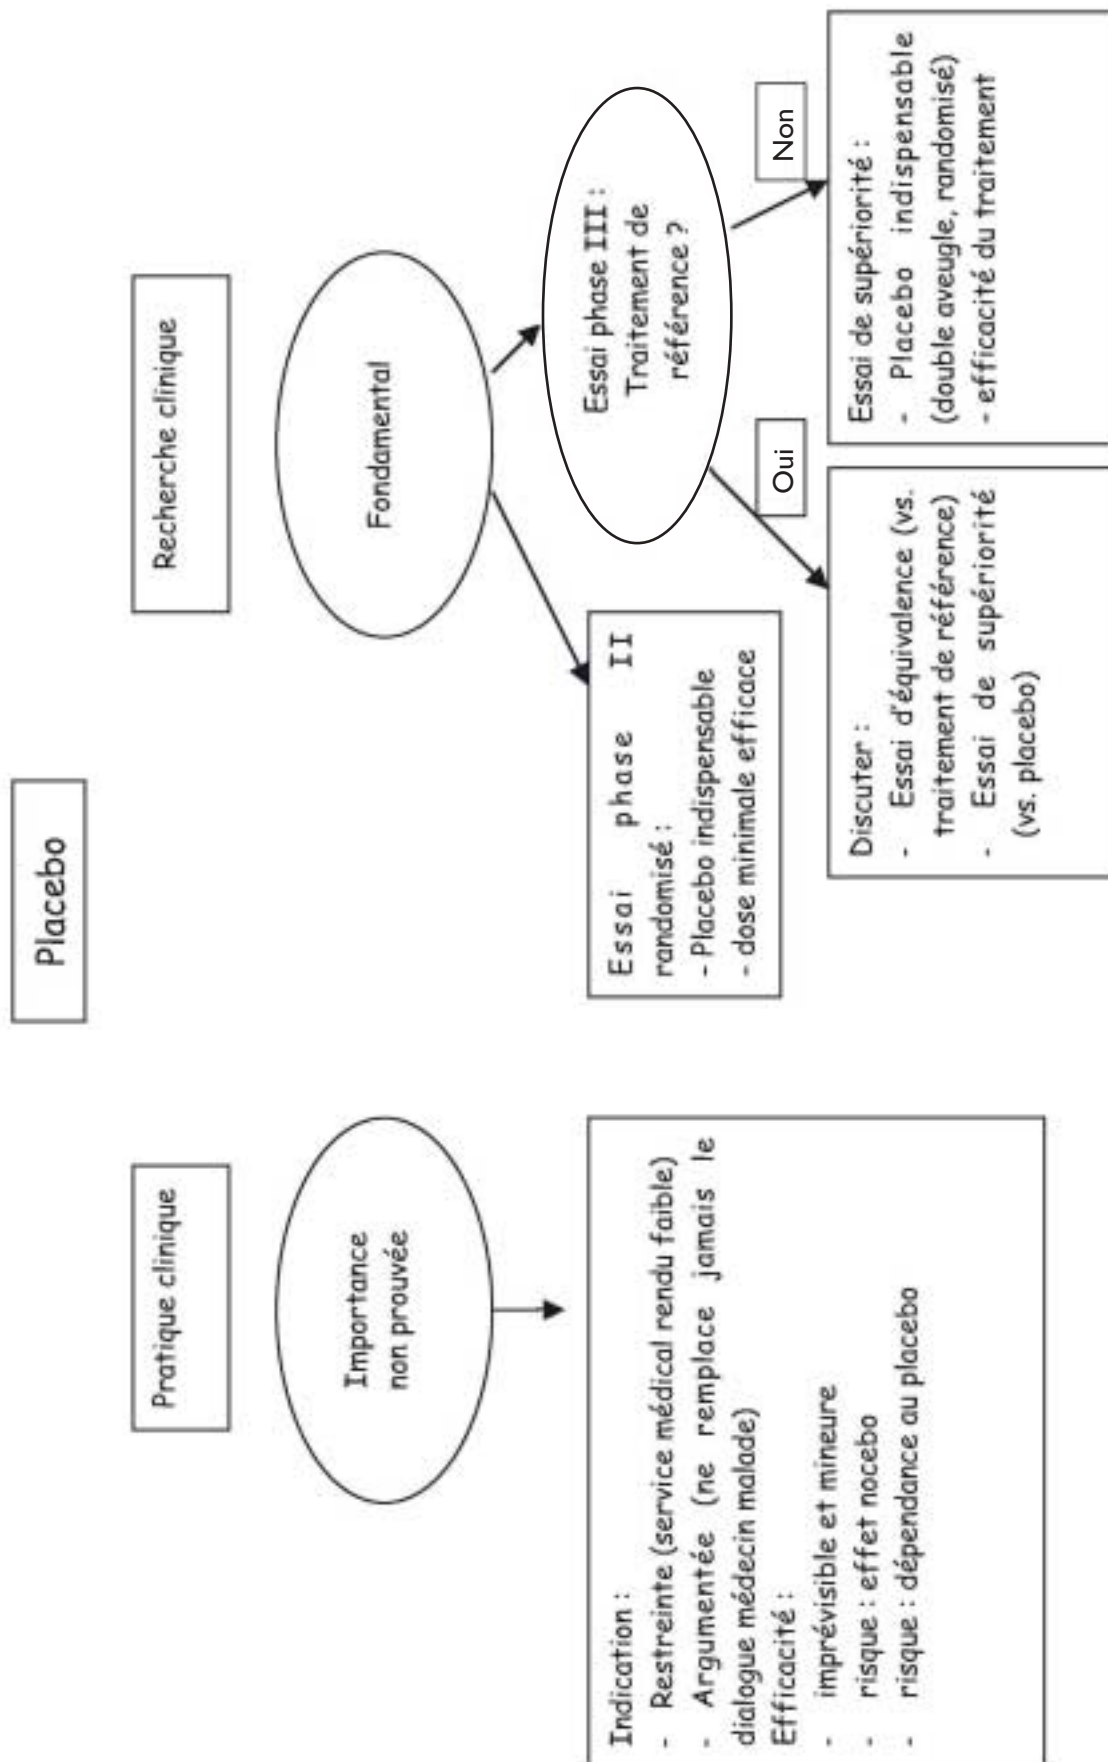 Placebo
Pratique clinique
Importance
non prouvée
Indication :
- Restreinte (service médical rendu faible)
- Argumentée (ne remplace jamais le
dialogue médecin malade)
Efficacité :
- imprévisible et mineure
- risque : effet nocebo
- risque : dépendance au placebo
Recherche clinique
Fondamental
Essai phase II
randomisé :
- Placebo indispensable
- dose minimale efficace
Essai phase III :
Traitement de
référence ?
Oui
Non
Discuter :
- Essai d'équivalence (vs.
traitement de référence)
- Essai de supériorité
(vs. placebo)
Essai de supériorité :
- Placebo indispensable
(double aveugle, randomisé)
- efficacité du traitement